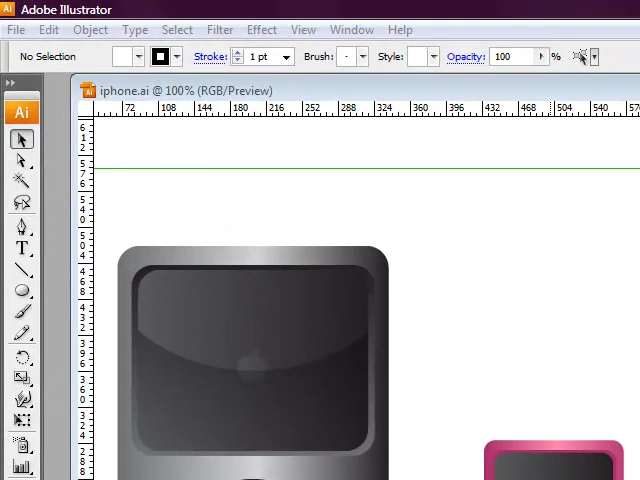 Adobe Illustrator
File Edit Object Type Select Filter Effect View Window Help
No Selection Stroke: 1 pt Brush: Style: Opacity: 100 %
iphone.ai @ 100% (RGB/Preview)
72 108 144 180 216 252 288 324 360 396 432 468 504 540 57
Ai